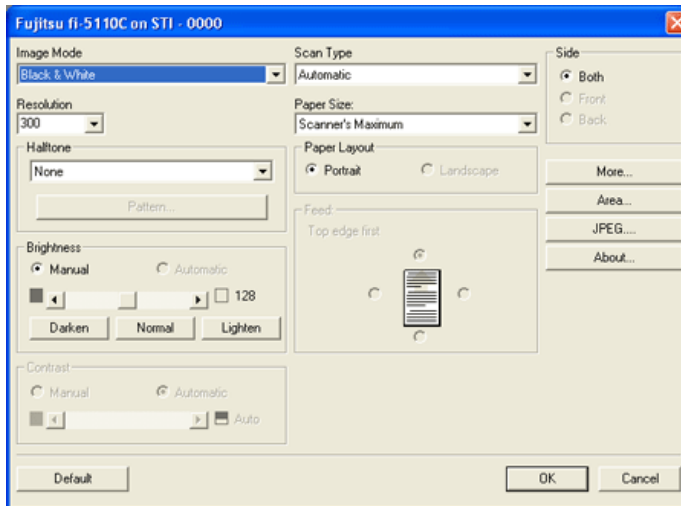 Fujitsu fi-5110C on STI - 0000
Image Mode
Black & White
Resolution
300
Halftone
None
Pattern...
Brightness
Manual
Automatic
128
Darken
Normal
Lighten
Contrast
Manual
Automatic
Auto
Scan Type
Automatic
Paper Size:
Scanner's Maximum
Paper Layout
Portrait
Landscape
Feed:
Top edge first
Side
Both
Front
Back
More...
Area...
JPEG....
About...
Default
OK
Cancel